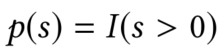 p(s) = I(s > 0)